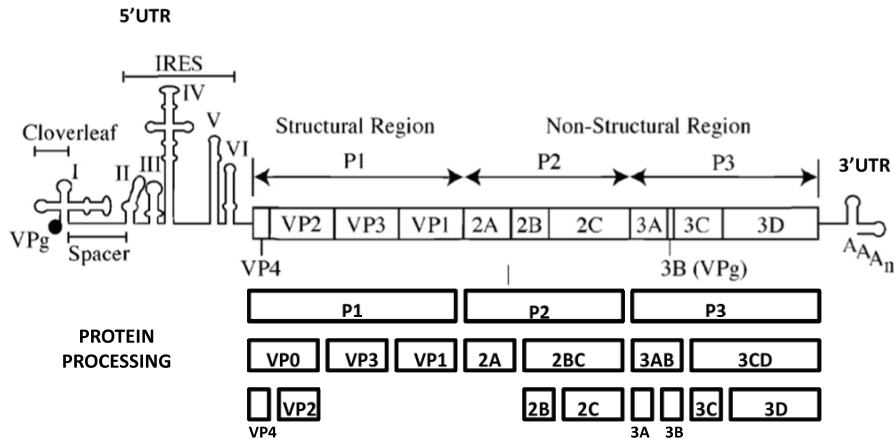 5'UTR
IRES
IV
Cloverleaf
V
Structural Region
Non-Structural Region
I
II
III
VI
P1
P2
P3
3'UTR
VP2
VP3
VP1
2A
2B
2C
3A
3C
3D
VPg
Spacer
VP4
3B (VPg)
AAAn
P1
P2
P3
PROTEIN
PROCESSING
VP0
VP3
VP1
2A
2BC
3AB
3CD
VP2
2B
2C
3C
3D
VP4
3A
3B